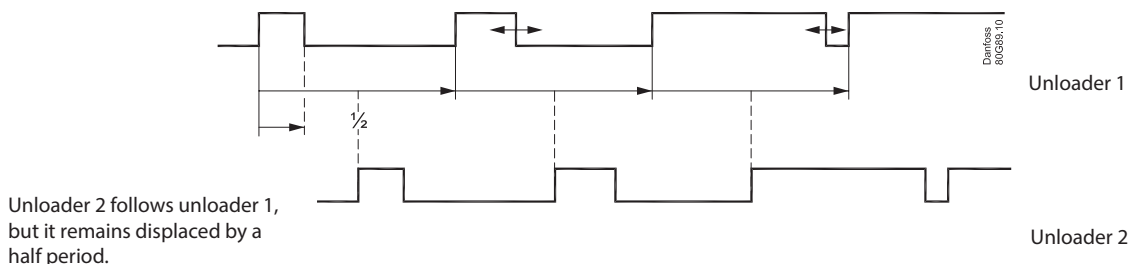 Danfoss
80G89.10
Unloader 1
½
Unloader 2 follows unloader 1,
but it remains displaced by a
half period.
Unloader 2